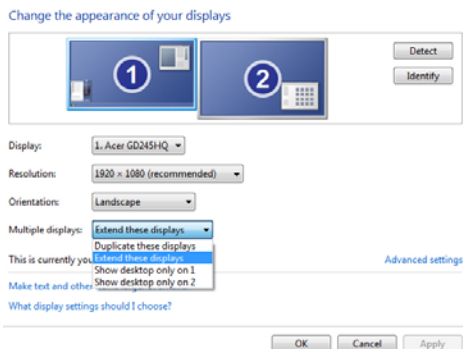 Change the appearance of your displays
1
2
Detect
Identify
Display: 1. Acer GD245HQ
Resolution: 1920 × 1080 (recommended)
Orientation: Landscape
Multiple displays: Extend these displays
Duplicate these displays
This is currently you Extend these displays Advanced settings
Show desktop only on 1
Make text and other Show desktop only on 2
What display settings should I choose?
OK Cancel Apply